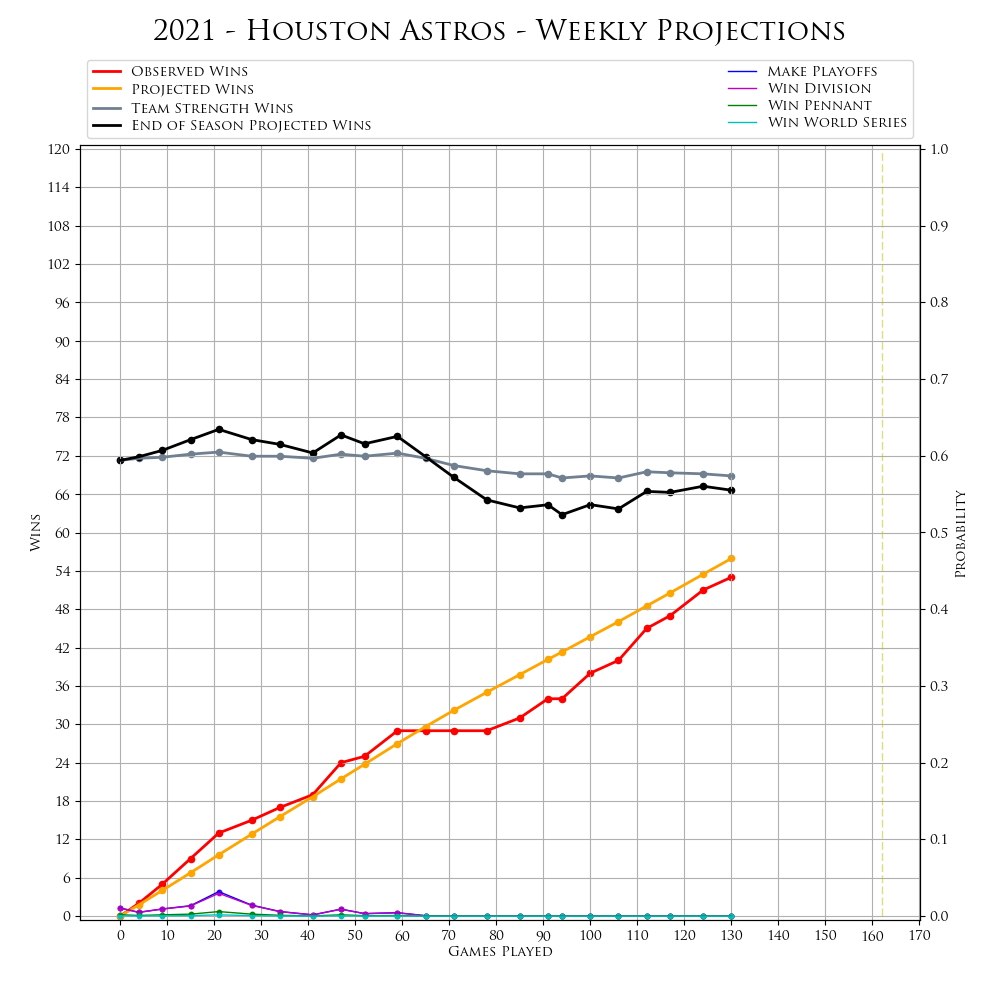 2021 - Houston Astros - Weekly Projections
Observed Wins
Projected Wins
Team Strength Wins
End of Season Projected Wins
Make Playoffs
Win Division
Win Pennant
Win World Series
120
114
108
102
96
90
84
78
72
66
60
54
48
42
36
30
24
18
12
6
0
Wins
1.0
0.9
0.8
0.7
0.6
0.5
0.4
0.3
0.2
0.1
0.0
Probability
0 10 20 30 40 50 60 70 80 90 100 110 120 130 140 150 160 170
Games Played